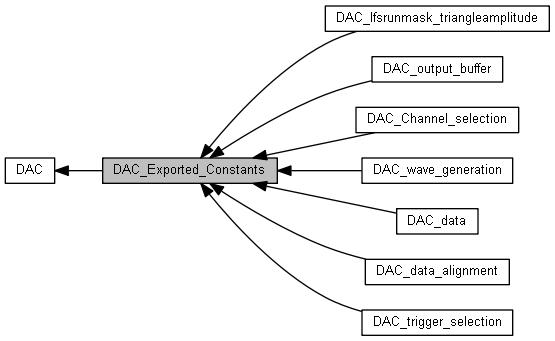 DAC_lfsrunmask_triangleamplitude
DAC_output_buffer
DAC_Channel_selection
DAC
DAC_Exported_Constants
DAC_wave_generation
DAC_data
DAC_data_alignment
DAC_trigger_selection